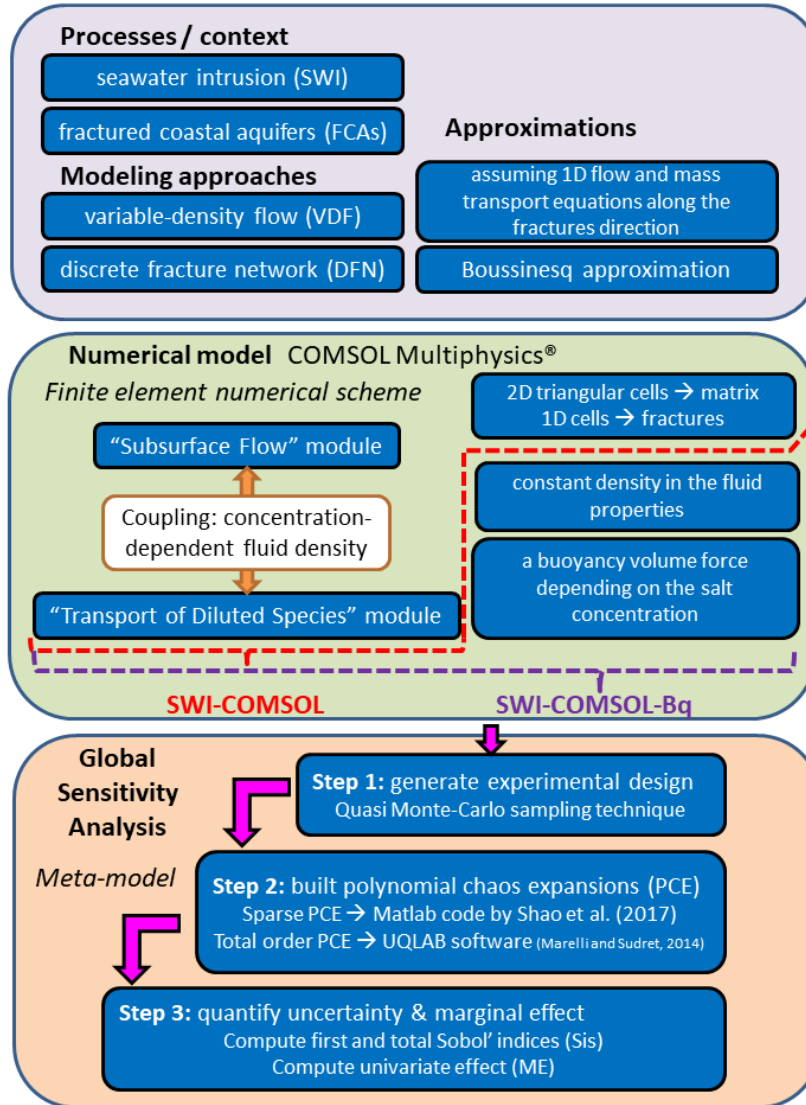 Processes / context
seawater intrusion (SWI)
fractured coastal aquifers (FCAs)
Modeling approaches
variable-density flow (VDF)
discrete fracture network (DFN)
Approximations
assuming 1D flow and mass
transport equations along the
fractures direction
Boussinesq approximation
Numerical model COMSOL Multiphysics®
Finite element numerical scheme
"Subsurface Flow" module
Coupling: concentration-
dependent fluid density
"Transport of Diluted Species" module
2D triangular cells → matrix
1D cells → fractures
constant density in the fluid
properties
a buoyancy volume force
depending on the salt
concentration
SWI-COMSOL
SWI-COMSOL-Bq
Global
Sensitivity
Analysis
Meta-model
Step 1: generate experimental design
Quasi Monte-Carlo sampling technique
Step 2: built polynomial chaos expansions (PCE)
Sparse PCE → Matlab code by Shao et al. (2017)
Total order PCE → UQLAB software (Marelli and Sudret, 2014)
Step 3: quantify uncertainty & marginal effect
Compute first and total Sobol' indices (Sis)
Compute univariate effect (ME)